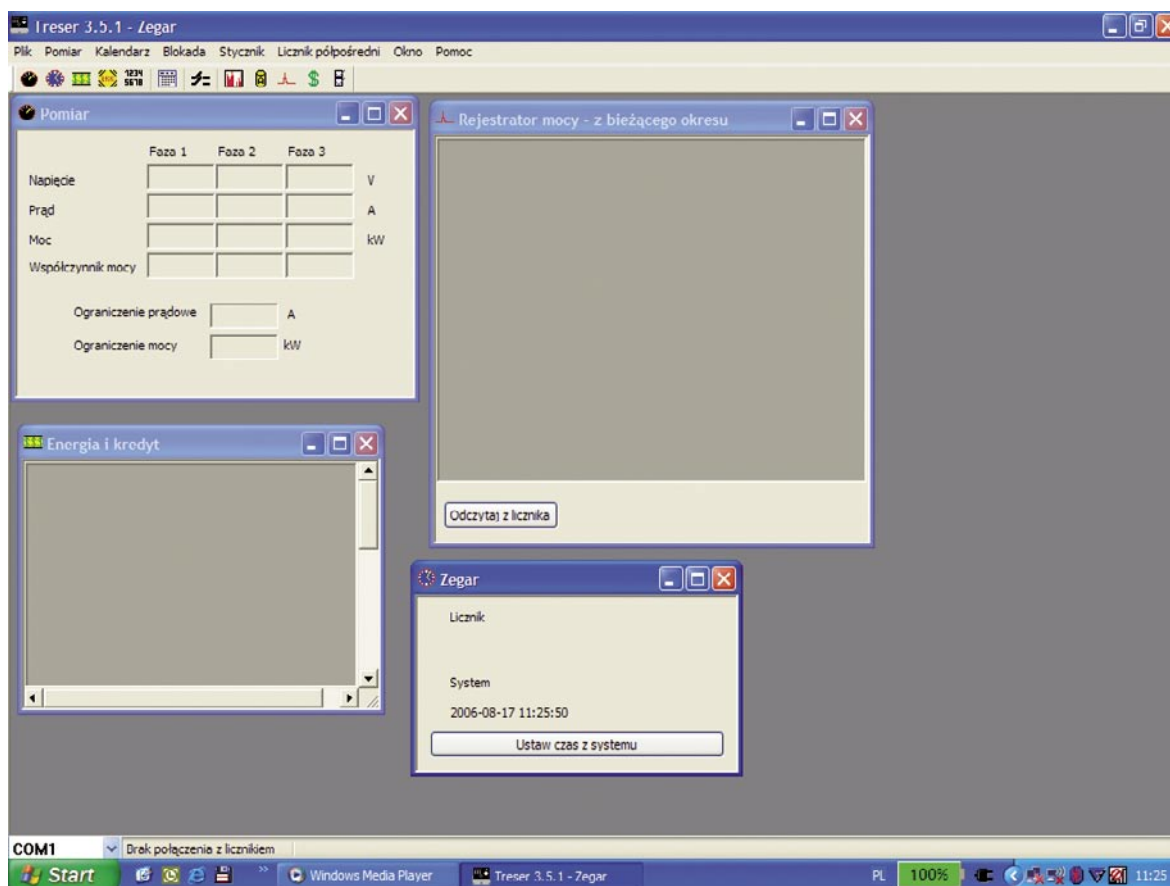 Treser 3.5.1 - Zegar
Plik Pomiar Kalendarz Blokada Stycznik Licznik półpośredni Okno Pomoc
1234
5678
Pomiar
Faza 1 Faza 2 Faza 3
Napięcie V
Prąd A
Moc kW
Współczynnik mocy
Ograniczenie prądowe A
Ograniczenie mocy kW
Rejestrator mocy - z bieżącego okresu
Odczytaj z licznika
Energia i kredyt
Zegar
Licznik
System
2006-08-17 11:25:50
Ustaw czas z systemu
COM1 Brak połączenia z licznikiem
Start » Windows Media Player Treser 3.5.1 - Zegar PL 100% 11:25